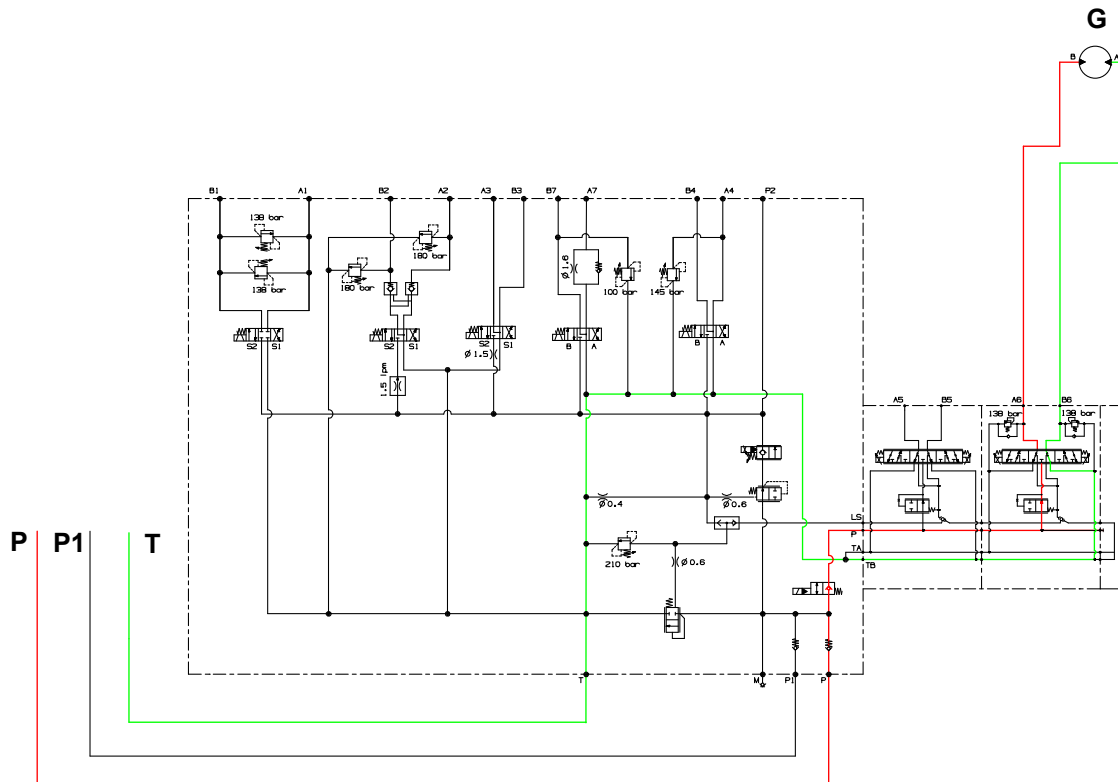 G
B
A
B1
A1
B2
A2
A3
B3
B7
A7
B4
A4
P2
138 bar
138 bar
180 bar
180 bar
Ø1.6
100 bar
145 bar
S2
S1
S2
S1
S2
S1
B
A
B
A
Ø1.5
1.5 lpm
A5
B5
A6
B6
138 bar
138 bar
Ø0.4
Ø0.6
LS
P
TA
TB
210 bar
Ø0.6
P
P1
T
T
M
P1
P